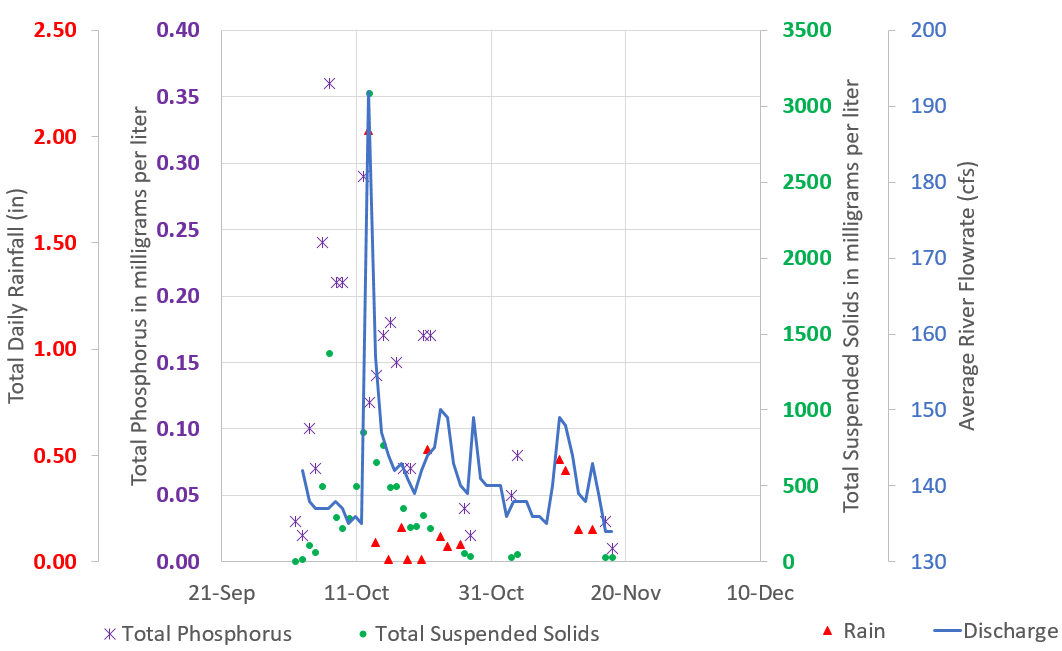 2.50 0.40 3500 200
0.35 3000 190
2.00
0.30 2500 180
1.50 0.25 2000 170
0.20
1.00 1500 160
0.15
0.10 1000 150
0.50
0.05 500 140
0.00 0.00 0 130
Total Daily Rainfall (in)
Total Phosphorus in milligrams per liter
Total Suspended Solids in milligrams per liter
Average River Flowrate (cfs)
21-Sep 11-Oct 31-Oct 20-Nov 10-Dec
Total Phosphorus Total Suspended Solids Rain Discharge